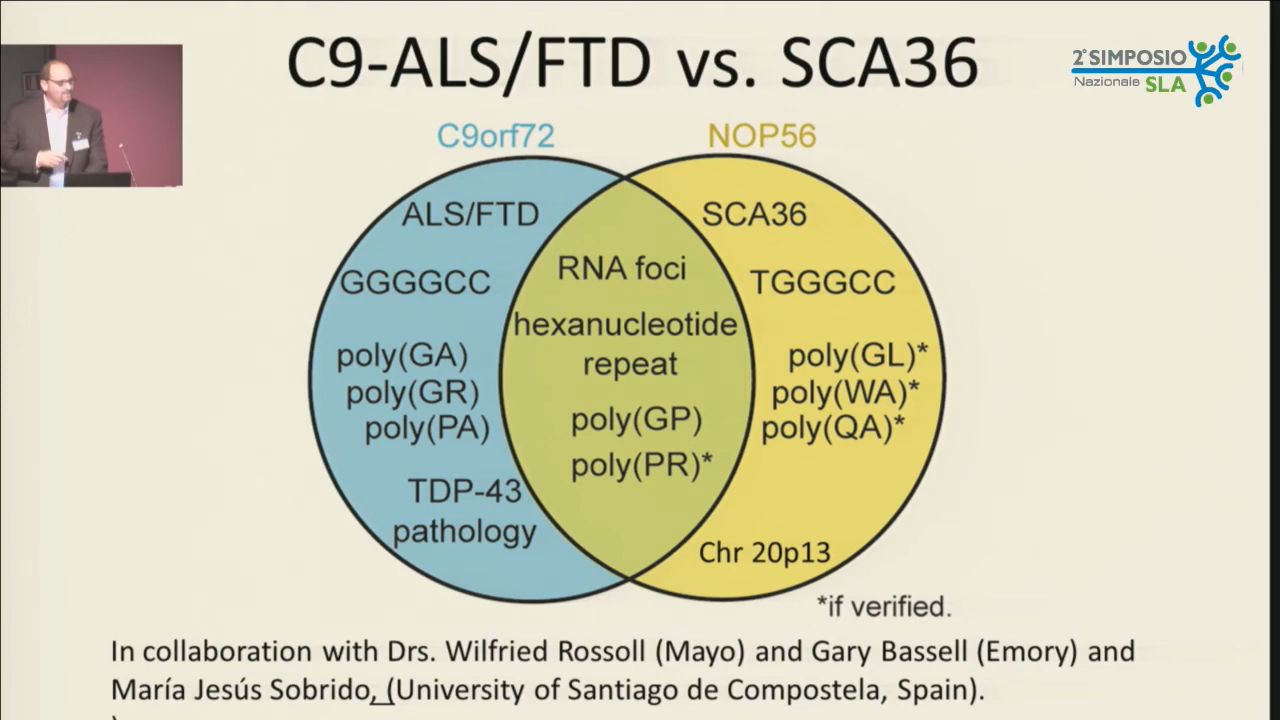 C9-ALS/FTD vs. SCA36
2° SIMPOSIO
Nazionale SLA
C9orf72
NOP56
ALS/FTD
GGGGCC
poly(GA)
poly(GR)
poly(PA)
TDP-43
pathology
RNA foci
hexanucleotide
repeat
poly(GP)
poly(PR)*
SCA36
TGGGCC
poly(GL)*
poly(WA)*
poly(QA)*
Chr 20p13
*if verified.
In collaboration with Drs. Wilfried Rossoll (Mayo) and Gary Bassell (Emory) and
María Jesús Sobrido, (University of Santiago de Compostela, Spain).